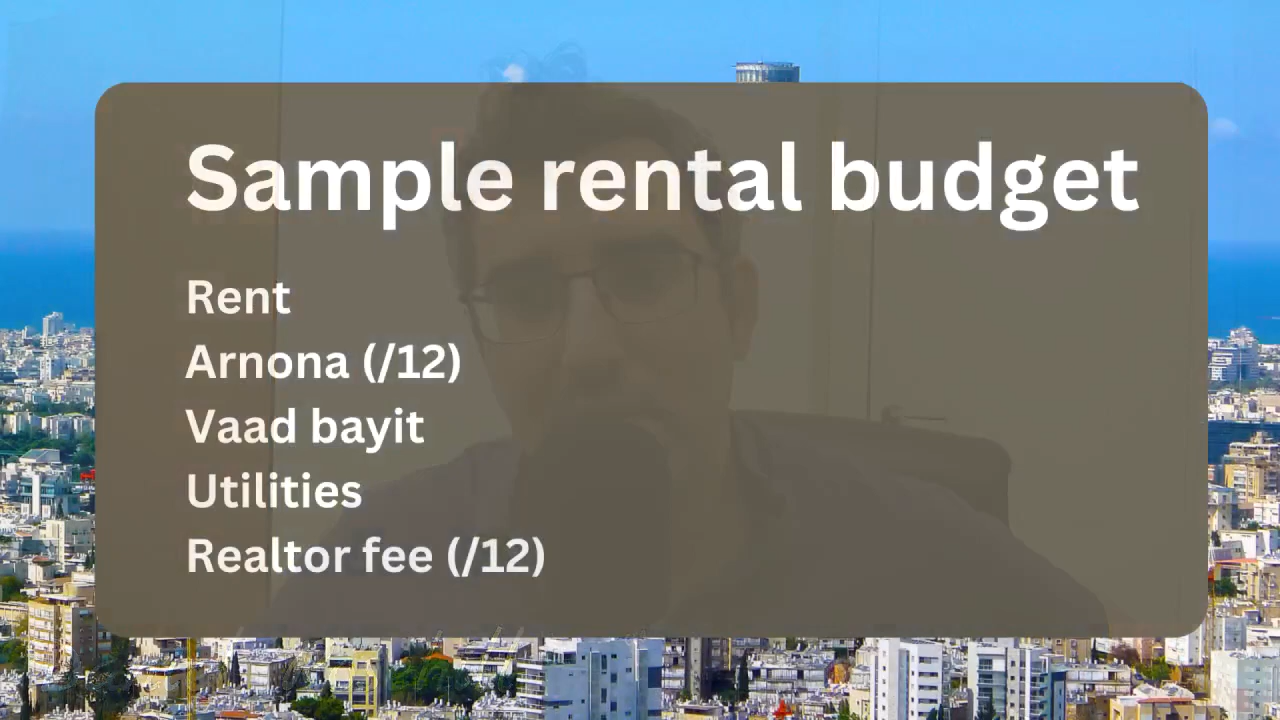 Sample rental budget
Rent
Arnona (/12)
Vaad bayit
Utilities
Realtor fee (/12)